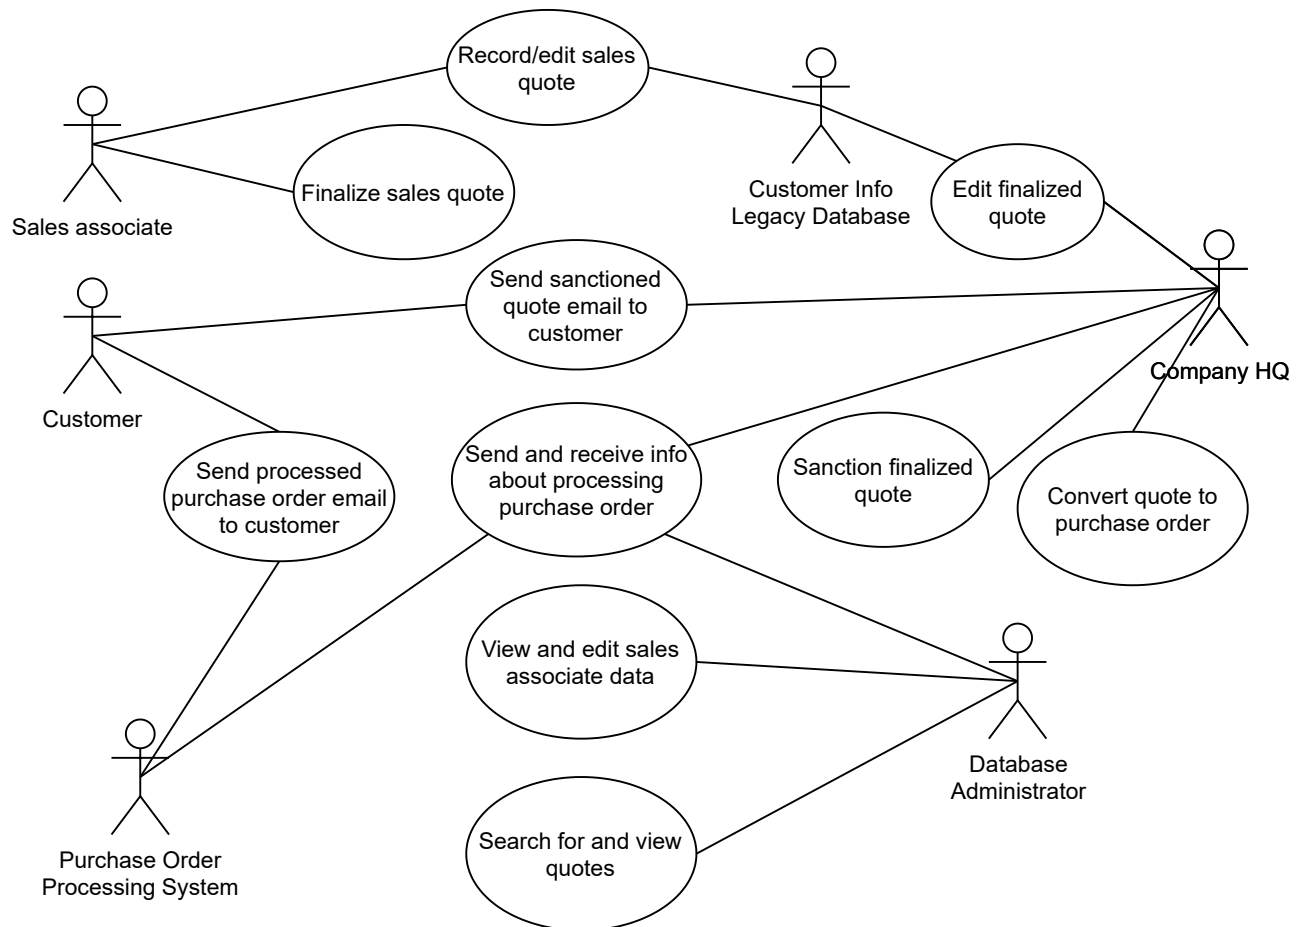 Record/edit sales
quote
Finalize sales quote
Sales associate
Customer Info
Legacy Database
Edit finalized
quote
Send sanctioned
quote email to
customer
Company HQ
Customer
Send processed
purchase order email
to customer
Send and receive info
about processing
purchase order
Sanction finalized
quote
Convert quote to
purchase order
View and edit sales
associate data
Database
Administrator
Search for and view
quotes
Purchase Order
Processing System